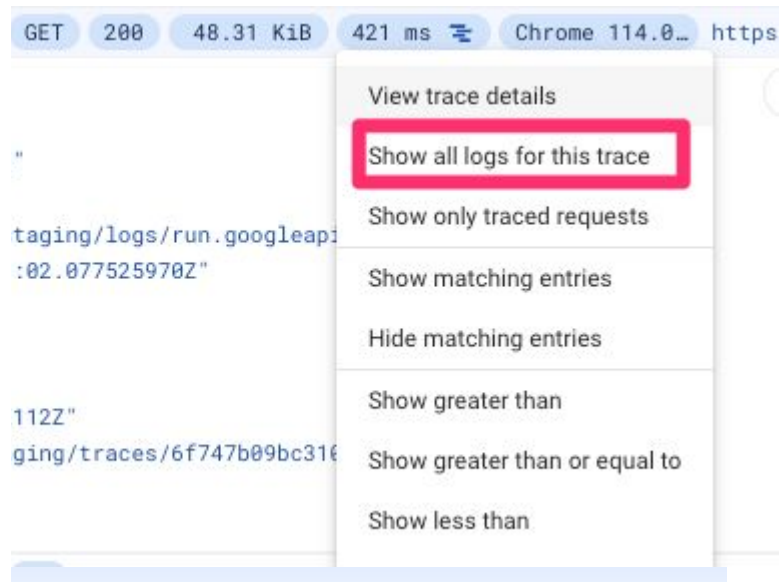 GET 200 48.31 KiB 421 ms Chrome 114.0… https
View trace details
"
Show all logs for this trace
Show only traced requests
taging/logs/run.googleapi
:02.077525970Z"
Show matching entries
Hide matching entries
Show greater than
112Z"
ging/traces/6f747b09bc310
Show greater than or equal to
Show less than